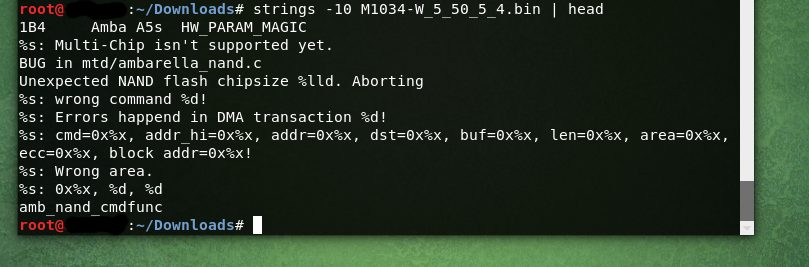 root@ :~/Downloads# strings -10 M1034-W_5_50_5_4.bin | head
1B4     Amba A5s  HW_PARAM_MAGIC
%s: Multi-Chip isn't supported yet.
BUG in mtd/ambarella_nand.c
Unexpected NAND flash chipsize %lld. Aborting
%s: wrong command %d!
%s: Errors happend in DMA transaction %d!
%s: cmd=0x%x, addr_hi=0x%x, addr=0x%x, dst=0x%x, buf=0x%x, len=0x%x, area=0x%x,
ecc=0x%x, block addr=0x%x!
%s: Wrong area.
%s: 0x%x, %d, %d
amb_nand_cmdfunc
root@ :~/Downloads#